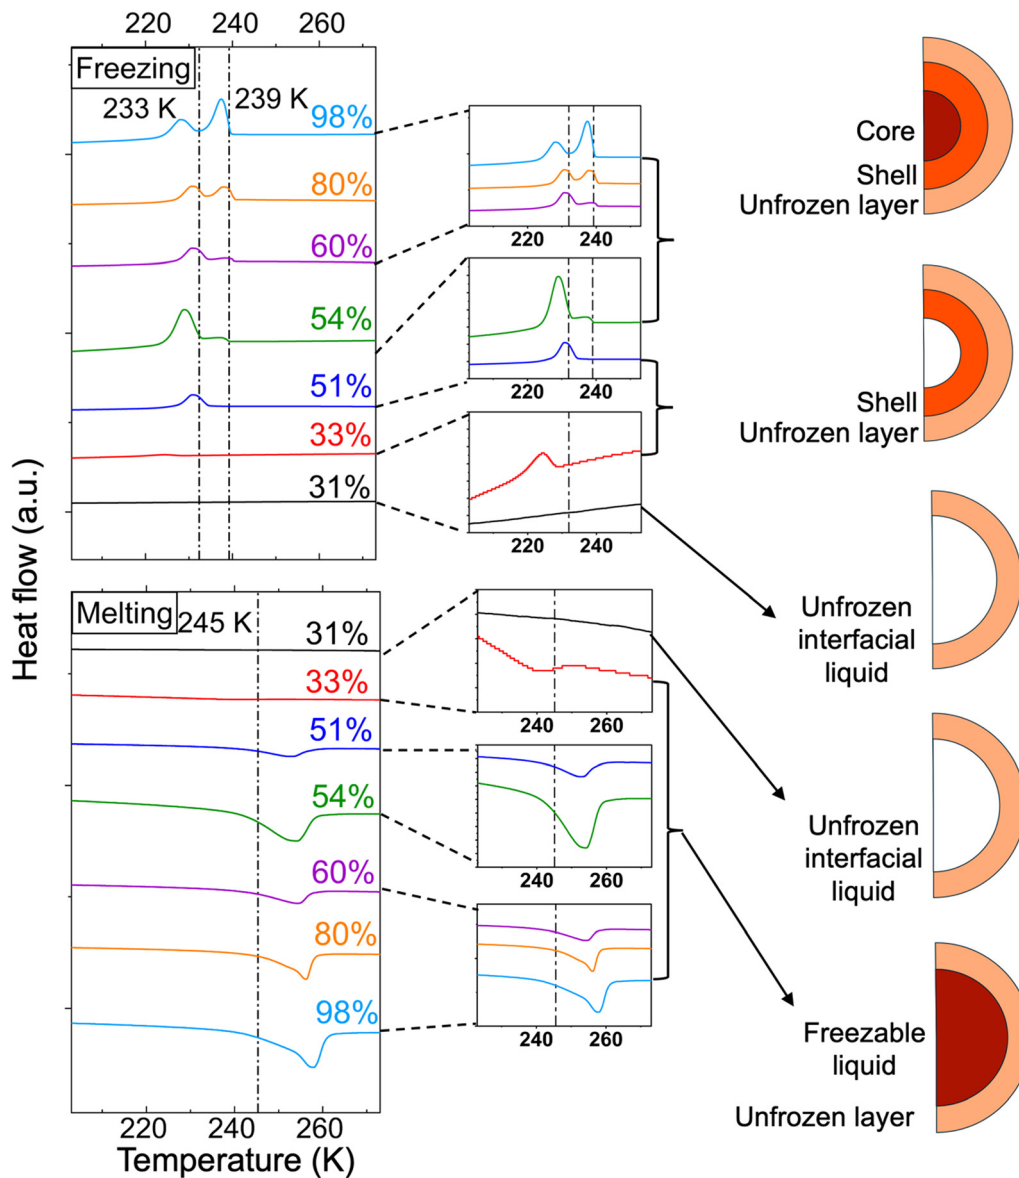 220 240 260
Freezing
233 K
239 K
98%
80%
60%
54%
51%
33%
31%
220 240
220 240
220 240
Core
Shell
Unfrozen layer
Shell
Unfrozen layer
Unfrozen
interfacial
liquid
Heat flow (a.u.)
Melting
245 K
31%
33%
51%
54%
60%
80%
98%
240 260
240 260
240 260
Unfrozen
interfacial
liquid
Freezable
liquid
Unfrozen layer
220 240 260
Temperature (K)